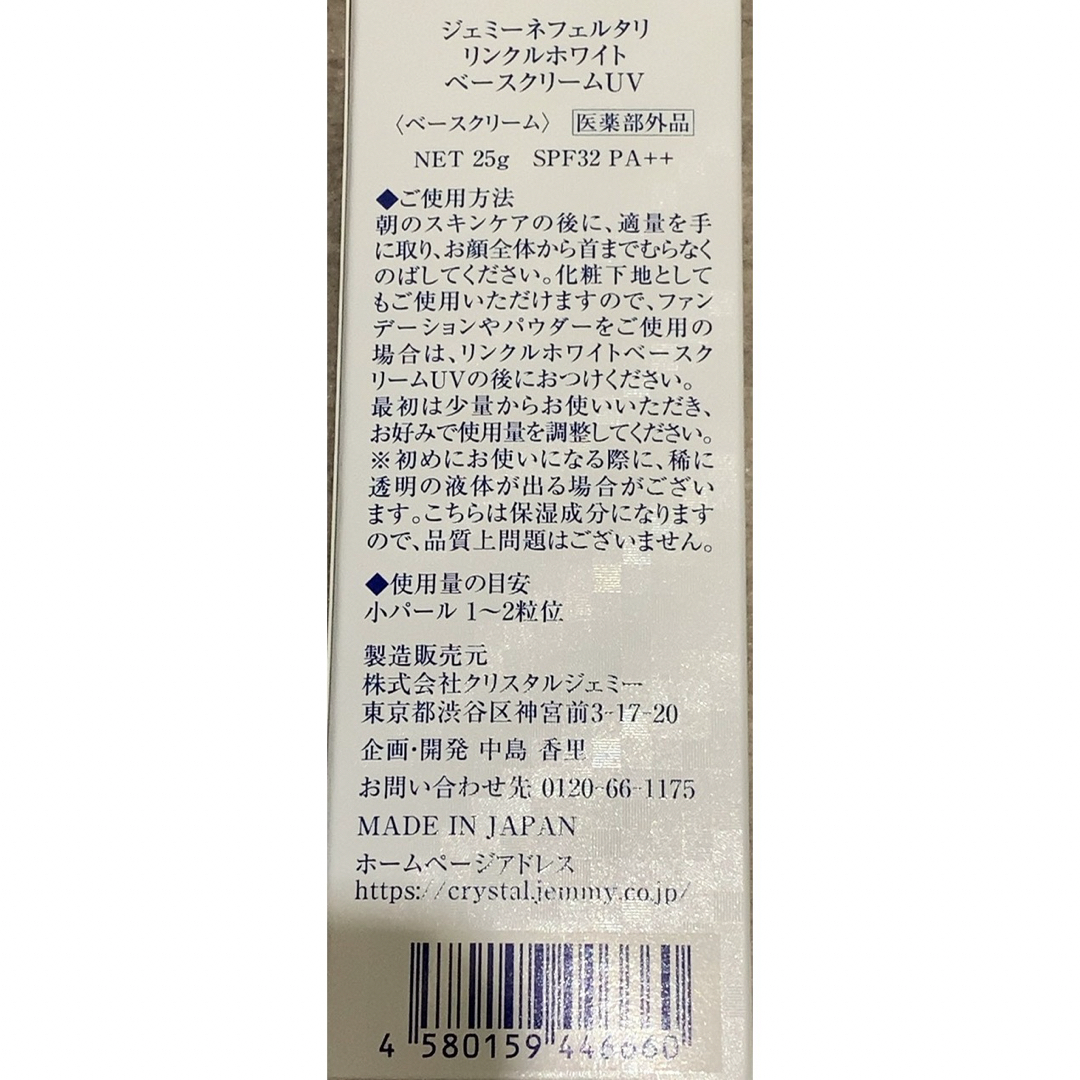 ジェミーネフェルタリ
リンクルホワイト
ベースクリームUV
〈ベースクリーム〉 医薬部外品
NET 25g SPF32 PA++
◆ご使用方法
朝のスキンケアの後に、適量を手
に取り、お顔全体から首までむらなく
のばしてください。化粧下地として
もご使用いただけますので、ファン
デーションやパウダーをご使用の
場合は、リンクルホワイトベースク
リームUVの後におつけください。
最初は少量からお使いいただき、
お好みで使用量を調整してください。
※初めにお使いになる際に、稀に
透明の液体が出る場合がござい
ます。こちらは保湿成分になります
ので、品質上問題はございません。
◆使用量の目安
小パール 1〜2粒位
製造販売元
株式会社クリスタルジェミー
東京都渋谷区神宮前3-17-20
企画・開発 中島 香里
お問い合わせ先 0120-66-1175
MADE IN JAPAN
ホームページアドレス
https://crystal.jemmy.co.jp/
4 580159 446660